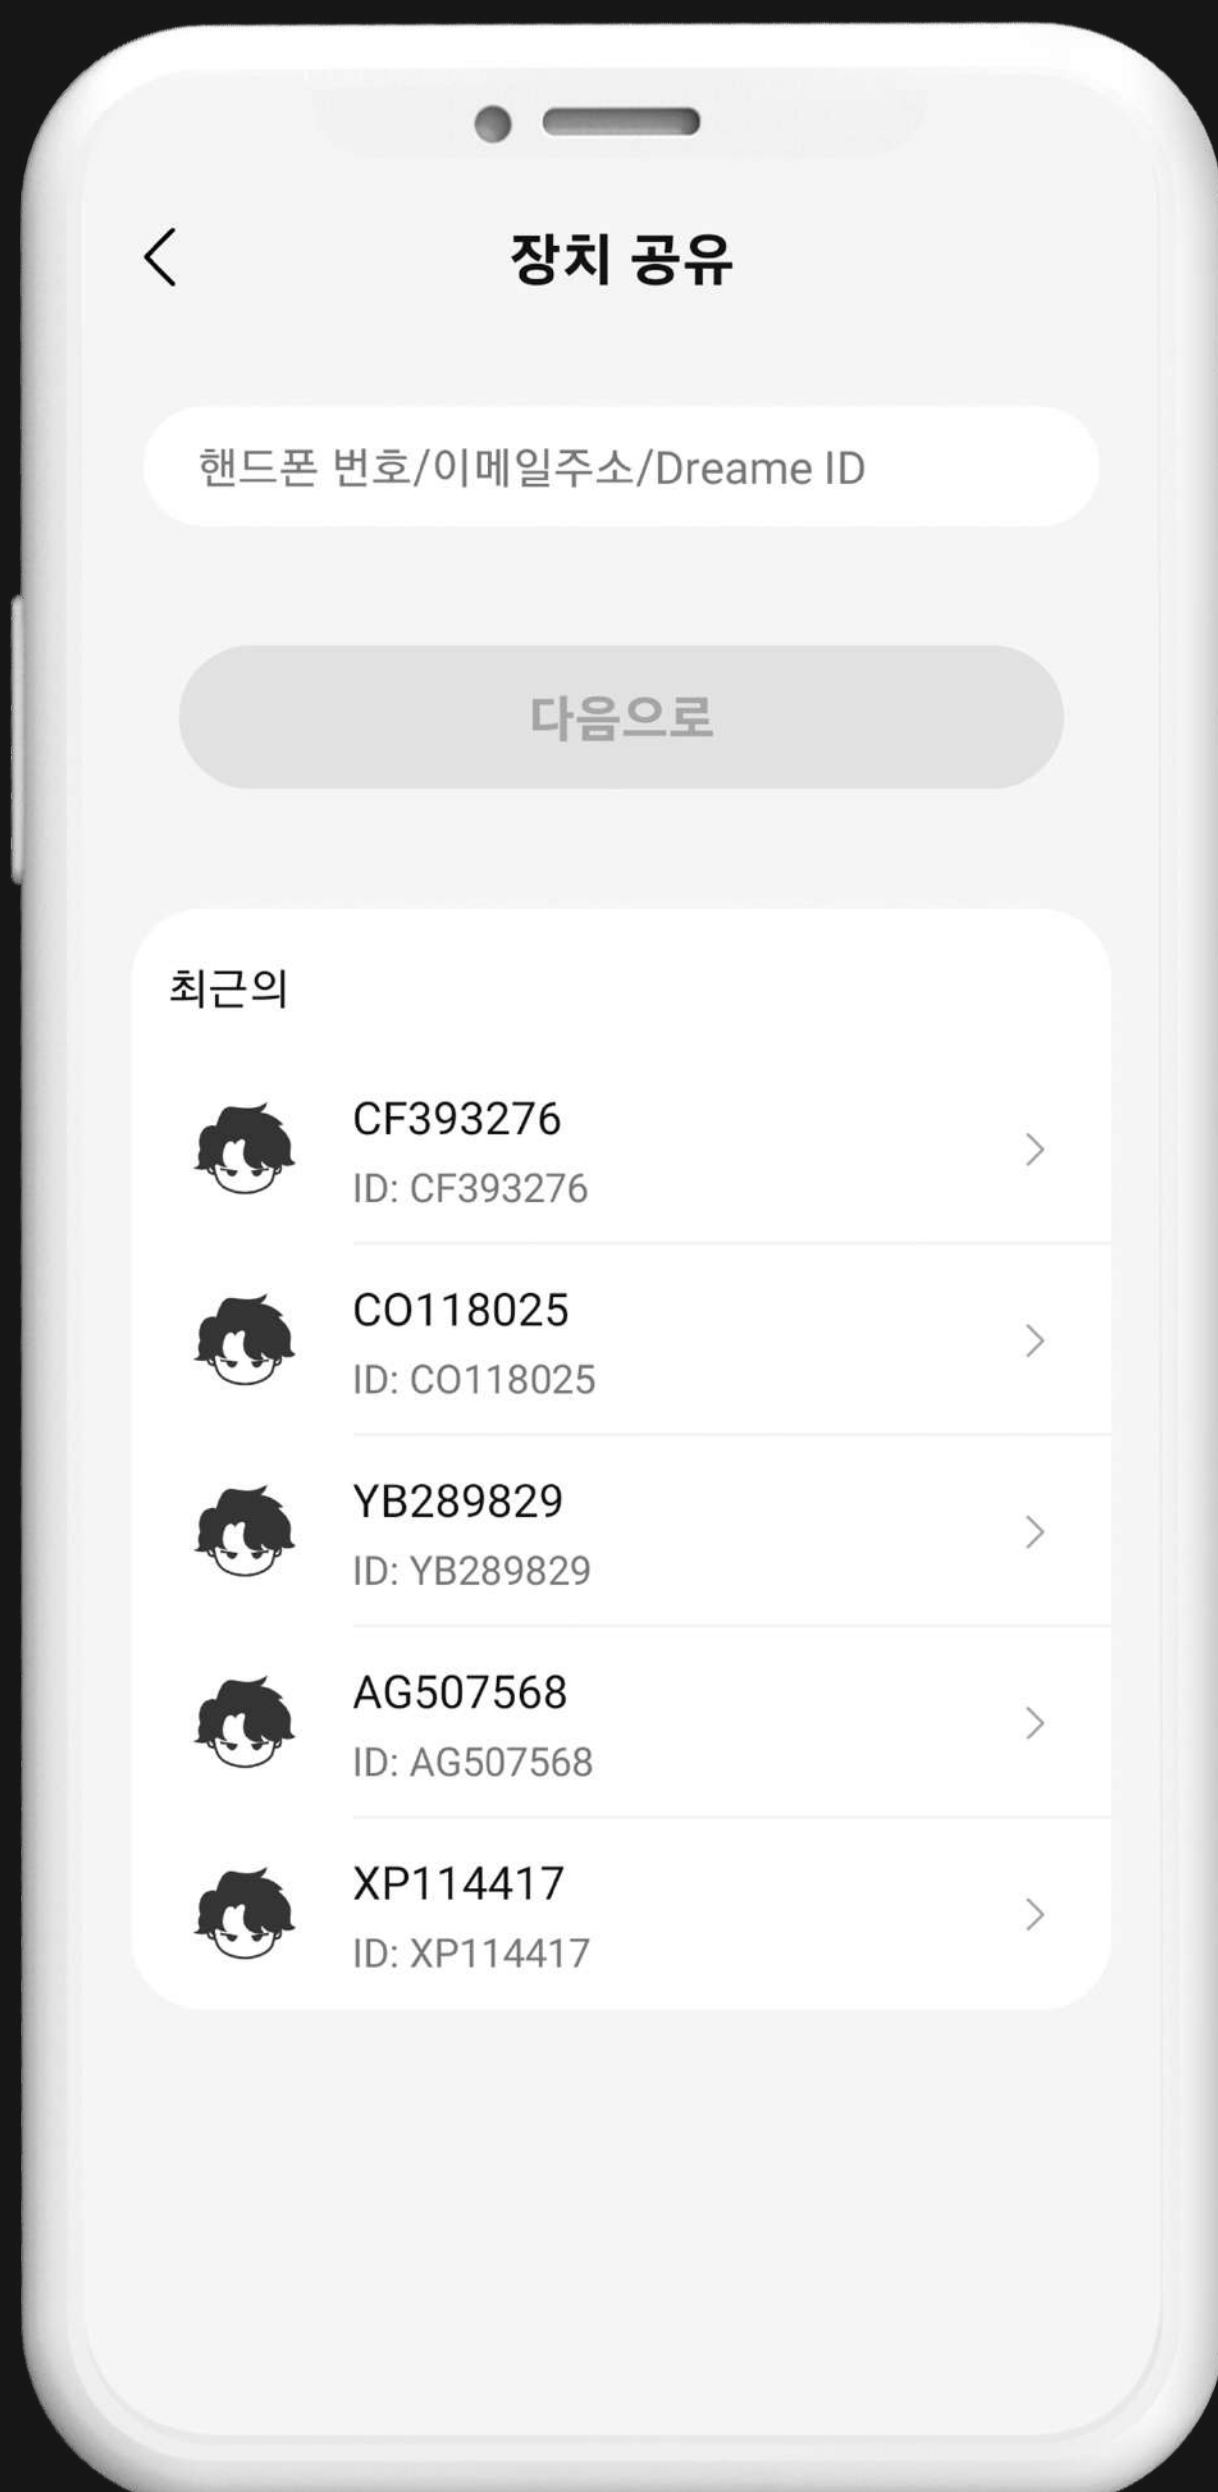 장치 공유
핸드폰 번호/이메일주소/Dreame ID
다음으로
최근의
CF393276
ID: CF393276
CO118025
ID: CO118025
YB289829
ID: YB289829
AG507568
ID: AG507568
XP114417
ID: XP114417